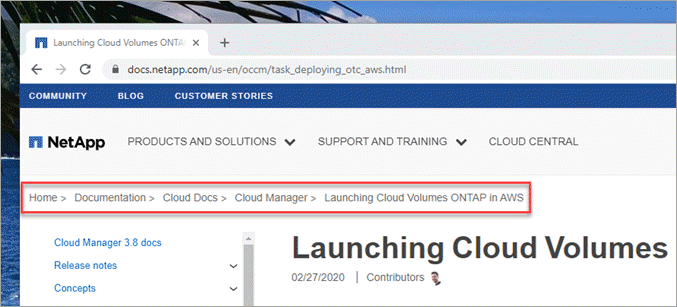 Launching Cloud Volumes ONTAP
docs.netapp.com/us-en/occm/task_deploying_otc_aws.html
COMMUNITY BLOG CUSTOMER STORIES
NetApp PRODUCTS AND SOLUTIONS SUPPORT AND TRAINING CLOUD CENTRAL
Home > Documentation > Cloud Docs > Cloud Manager > Launching Cloud Volumes ONTAP in AWS
Cloud Manager 3.8 docs
Release notes
Concepts
Launching Cloud Volumes
02/27/2020 | Contributors